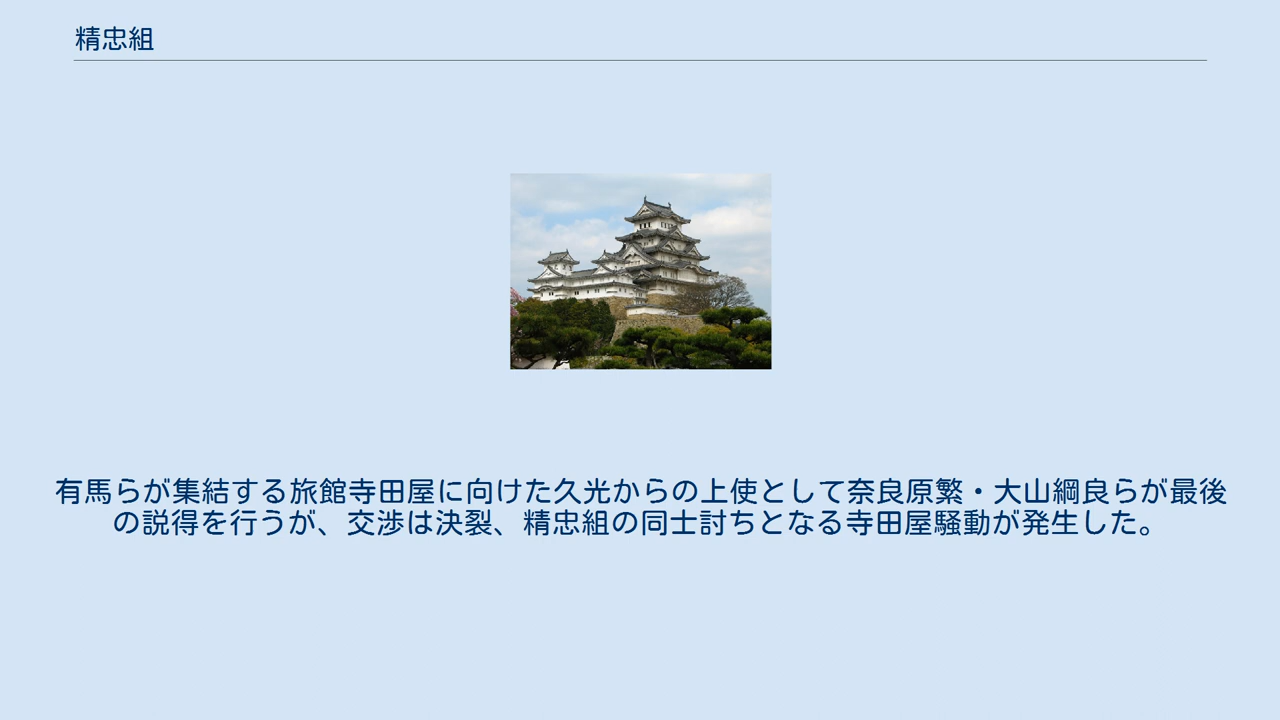 精忠組
有馬らが集結する旅館寺田屋に向けた久光からの上使として奈良原繁・大山綱良らが最後
の説得を行うが、交渉は決裂、精忠組の同士討ちとなる寺田屋騒動が発生した。